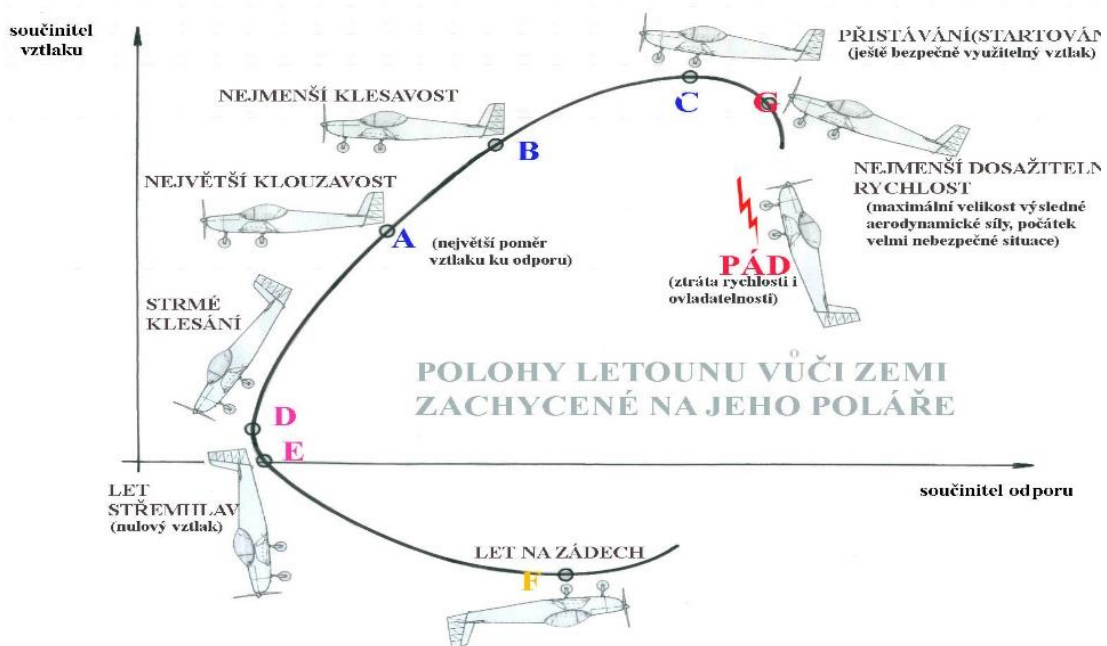 součinitel
vztlaku
PŘISTÁVÁNÍ(STARTOVÁN
(ještě bezpečně využitelný vztlak)
NEJMENŠÍ KLESAVOST
C
G
B
NEJMENŠÍ DOSAŽITELN
RYCHLOST
(maximální velikost výsledné
aerodynamické síly, počátek
velmi nebezpečné situace)
NEJVĚTŠÍ KLOUZAVOST
A
(největší poměr
vztlaku ku odporu)
PÁD
(ztráta rychlosti i
ovladatelnosti)
STRMÉ
KLESÁNÍ
POLOHY LETOUNU VŮČI ZEMI
ZACHYCENÉ NA JEHO POLÁŘE
D
E
LET
STŘEMHLAV
(nulový vztlak)
součinitel odporu
LET NA ZÁDECH
F